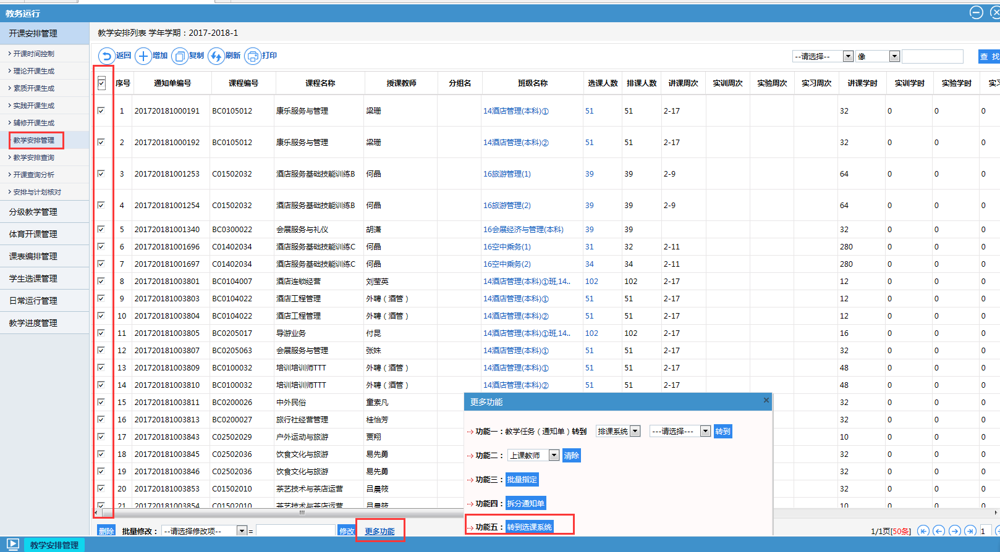 教务运行
开课安排管理
教学安排列表 学年学期：2017-2018-1
开课时间控制
理论开课生成
素质开课生成
实践开课生成
辅修开课生成
教学安排管理
教学安排查询
开课查询分析
安排与计划核对
分级教学管理
体育开课管理
课表编排管理
学生选课管理
日常运行管理
教学进度管理
返回 增加 复制 刷新 打印 --请选择-- 像 查 找
序号 通知单编号 课程编号 课程名称 授课教师 分组名 班级名称 选课人数 排课人数 讲课周次 实训周次 实验周次 实习周次 讲课学时 实训学时 实验学时 实习
1 201720181000191 BC0105012 康乐服务与管理 梁珊 14酒店管理(本科)① 51 51 2-17 32 0 0 0
2 201720181000192 BC0105012 康乐服务与管理 梁珊 14酒店管理(本科)② 51 51 2-17 32 0 0 0
3 201720181001253 C01502032 酒店服务基础技能训练B 何晶 16旅游管理(1) 39 39 2-9 64 0 0 0
4 201720181001254 C01502032 酒店服务基础技能训练B 何晶 16旅游管理(2) 39 39 2-9 64 0 0 0
5 201720181001340 BC0300022 会展服务与礼仪 胡潇 16会展经济与管理(本科) 39 39 32 0 0 0
6 201720181001696 C01402034 酒店服务基础技能训练C 何晶 16空中乘务(1) 31 32 2-11 280 0 0 0
7 201720181001697 C01402034 酒店服务基础技能训练C 何晶 16空中乘务(2) 34 34 2-11 280 0 0 0
8 201720181003801 BC0104007 酒店连锁经营 刘莹英 14酒店管理(本科)①班,14.. 102 102 2-17 12 0 0 0
9 201720181003803 BC0104022 酒店工程管理 外聘（酒管） 14酒店管理(本科)① 51 51 2-17 12 0 0 0
10 201720181003804 BC0104022 酒店工程管理 外聘（酒管） 14酒店管理(本科)② 51 51 2-17 12 0 0 0
11 201720181003805 BC0205017 导游业务 付昆 14酒店管理(本科)①班,14.. 102 102 2-17 16 0 0 0
12 201720181003807 BC0205063 会展服务与管理 张姝 14酒店管理(本科)① 51 51 2-17 32 0 0 0
13 201720181003809 BC0100032 培训培训师TTT 外聘（酒管） 14酒店管理(本科)① 51 51 2-17 48 0 0 0
14 201720181003810 BC0100032 培训培训师TTT 外聘（酒管） 14酒店管理(本科)② 51 51 2-17 48 0 0 0
15 201720181003811 BC0200026 中外民俗 童素凡 32 0 0 0
16 201720181003813 BC0200027 旅行社经营管理 桂怡芳 32 0 0 0
17 201720181003843 C02502029 户外运动与旅游 贾翔 10 0 0 0
18 201720181003845 C02502036 饮食文化与旅游 易先勇 32 0 0 0
19 201720181003846 C02502036 饮食文化与旅游 易先勇 32 0 0 0
20 201720181003853 C01502010 茶艺技术与茶店运营 吕晨筱 32 0 0 0
21 201720181003854 C01502010 茶艺技术与茶店运营 吕晨筱 10 0 0 0
更多功能
功能一：教学任务（通知单）转到 排课系统 ---请选择--- 转到
功能二： 上课教师 清除
功能三： 批量指定
功能四： 拆分通知单
功能五： 转到选课系统
删除 批量修改： --请选择修改项-- = 修改 更多功能 1/1页[50条] 1
教学安排管理